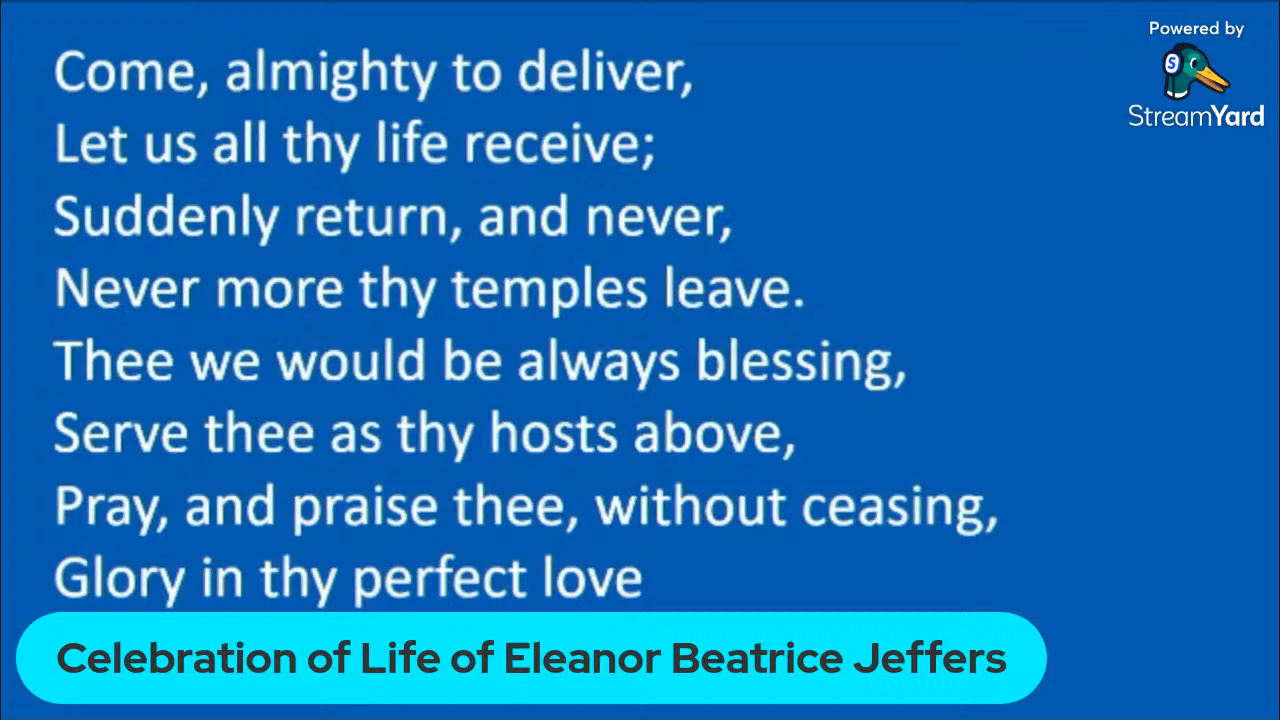 Come, almighty to deliver,
Let us all thy life receive;
Suddenly return, and never,
Never more thy temples leave.
Thee we would be always blessing,
Serve thee as thy hosts above,
Pray, and praise thee, without ceasing,
Glory in thy perfect love
Celebration of Life of Eleanor Beatrice Jeffers
Powered by
S
StreamYard